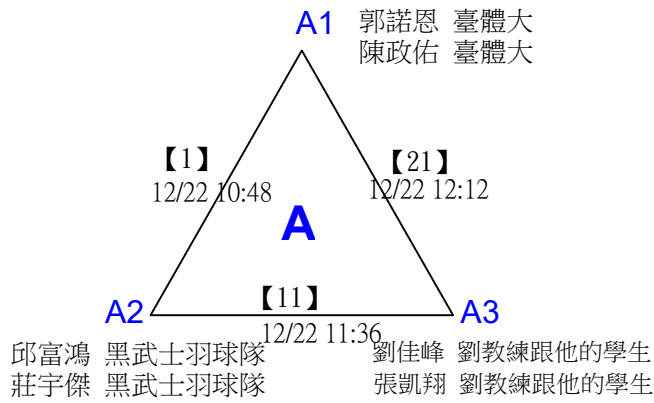 A1
郭諾恩 臺體大
陳政佑 臺體大
【1】
12/22 10:48
【21】
12/22 12:12
A
A2
【11】
12/22 11:36
A3
邱富鴻 黑武士羽球隊
莊宇傑 黑武士羽球隊
劉佳峰 劉教練跟他的學生
張凱翔 劉教練跟他的學生